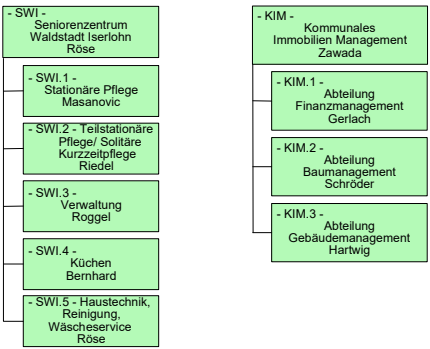 - SWI -
Seniorenzentrum
Waldstadt Iserlohn
Röse
- SWI.1 -
Stationäre Pflege
Masanovic
- SWI.2 - Teilstationäre
Pflege/ Solitäre
Kurzzeitpflege
Riedel
- SWI.3 -
Verwaltung
Roggel
- SWI.4 -
Küchen
Bernhard
- SWI.5 - Haustechnik,
Reinigung,
Wäscheservice
Röse
- KIM -
Kommunales
Immobilien Management
Zawada
- KIM.1 -
Abteilung
Finanzmanagement
Gerlach
- KIM.2 -
Abteilung
Baumanagement
Schröder
- KIM.3 -
Abteilung
Gebäudemanagement
Hartwig